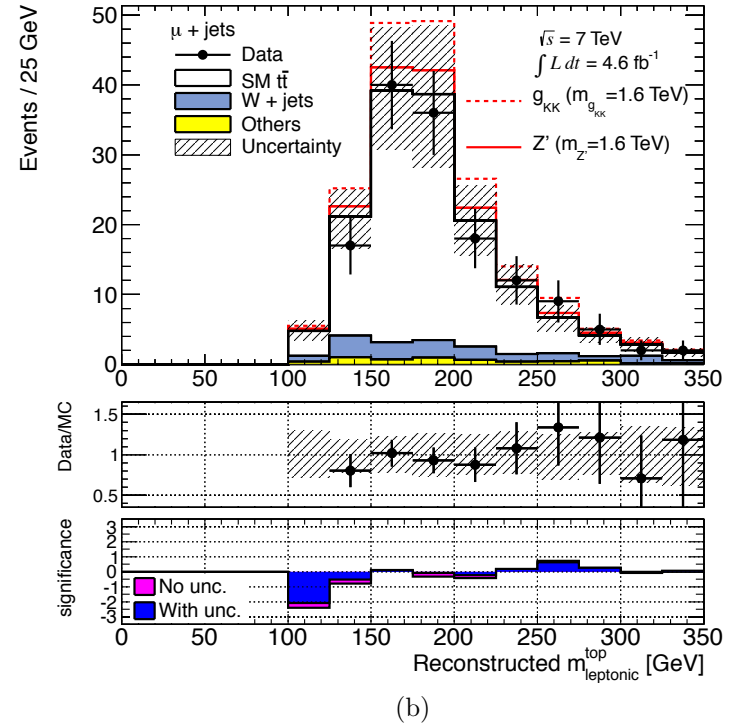 μ + jets
Data
SM tt̄
W + jets
Others
Uncertainty
√s = 7 TeV
∫ L dt = 4.6 fb⁻¹
g_KK (m_g_KK=1.6 TeV)
Z' (m_Z'=1.6 TeV)
Events / 25 GeV
50
40
30
20
10
0
0 50 100 150 200 250 300 350
Data/MC
1.5
1
0.5
significance
3
2
1
0
-1
-2
-3
No unc.
With unc.
0 50 100 150 200 250 300 350
Reconstructed m^top_leptonic [GeV]
(b)